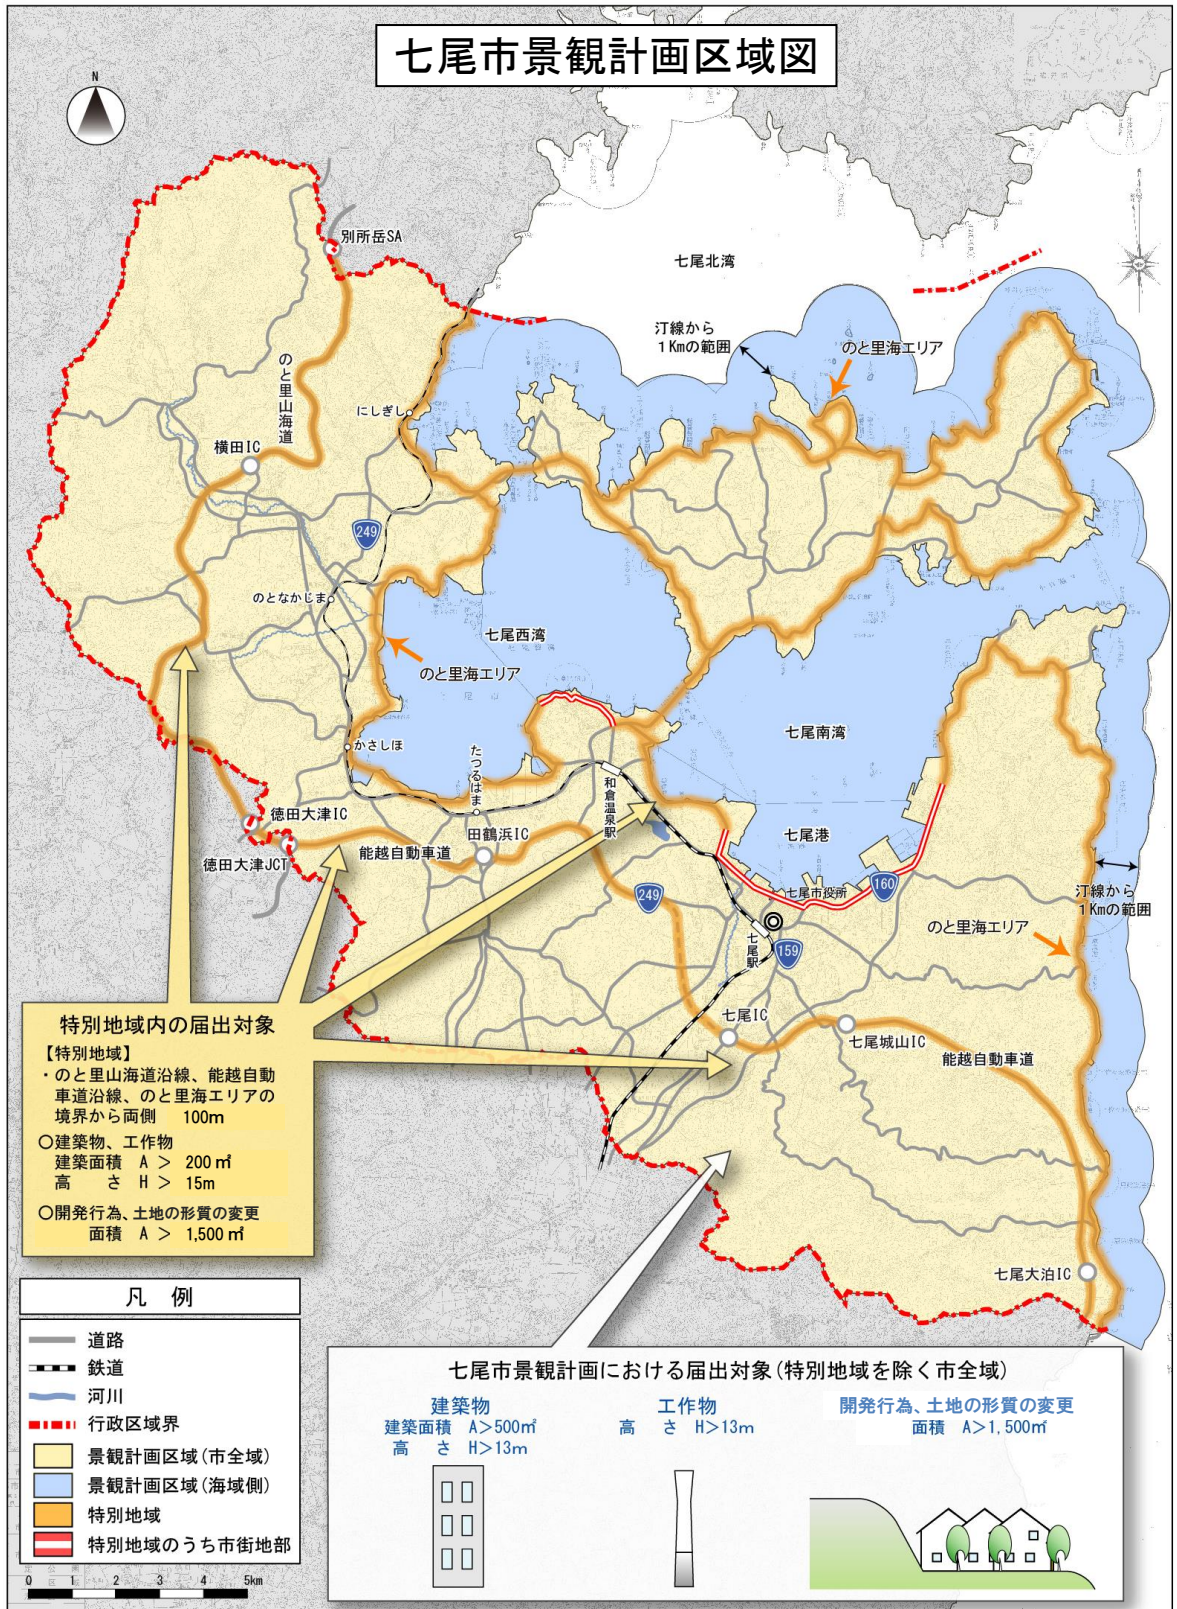 七尾市景観計画区域図
N
別所岳SA
七尾北湾
汀線から
1Kmの範囲
のと里海エリア
のと里山海道
にしぎし
横田IC
249
のとなかじま
七尾西湾
のと里海エリア
七尾南湾
かさしほ
たつるはま
和倉温泉駅
徳田大津IC
田鶴浜IC
能越自動車道
七尾港
徳田大津JCT
249
七尾市役所
160
汀線から
1Kmの範囲
のと里海エリア
七尾駅
159
七尾IC
七尾城山IC
能越自動車道
七尾大泊IC
特別地域内の届出対象
【特別地域】
・のと里山海道沿線、能越自動
車道沿線、のと里海エリアの
境界から両側 100m
○建築物、工作物
建築面積 A > 200㎡
高 さ H > 15m
○開発行為、土地の形質の変更
面積 A > 1,500㎡
凡 例
道路
鉄道
河川
行政区域界
景観計画区域(市全域)
景観計画区域(海域側)
特別地域
特別地域のうち市街地部
0 1 2 3 4 5km
七尾市景観計画における届出対象(特別地域を除く市全域)
建築物
建築面積 A>500㎡
高 さ H>13m
工作物
高 さ H>13m
開発行為、土地の形質の変更
面積 A>1,500㎡